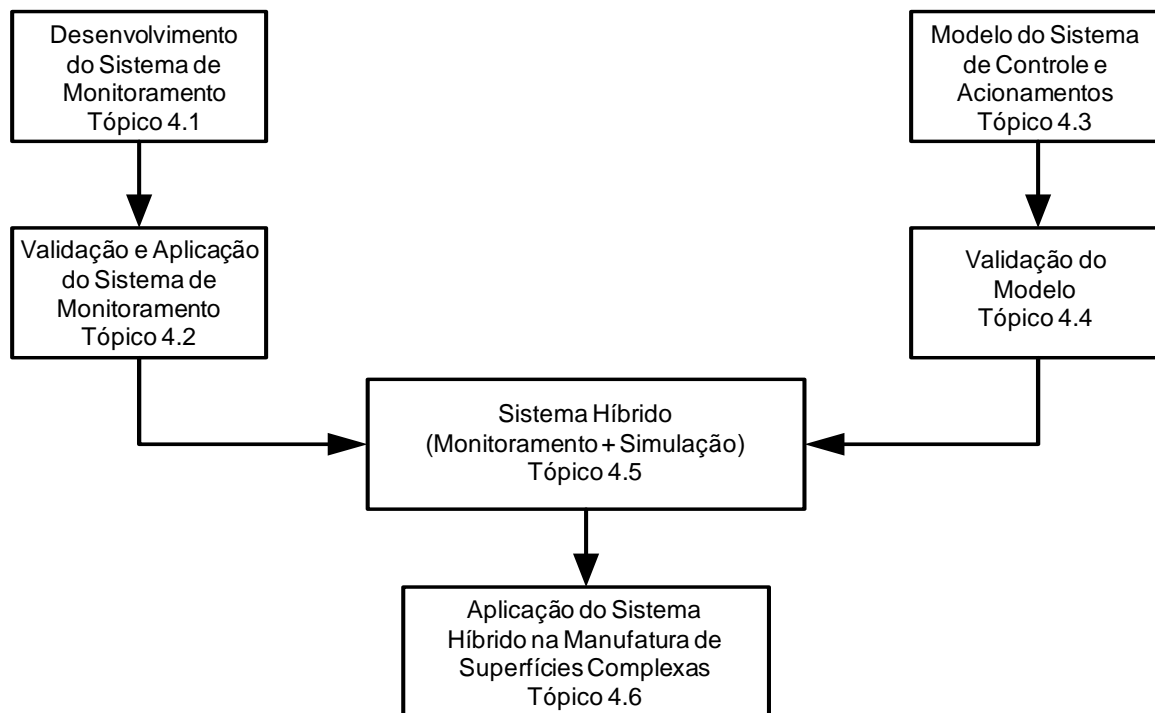 Desenvolvimento
do Sistema de
Monitoramento
Tópico 4.1
Modelo do Sistema
de Controle e
Acionamentos
Tópico 4.3
Validação e Aplicação
do Sistema de
Monitoramento
Tópico 4.2
Validação do
Modelo
Tópico 4.4
Sistema Híbrido
(Monitoramento + Simulação)
Tópico 4.5
Aplicação do Sistema
Híbrido na Manufatura de
Superfícies Complexas
Tópico 4.6